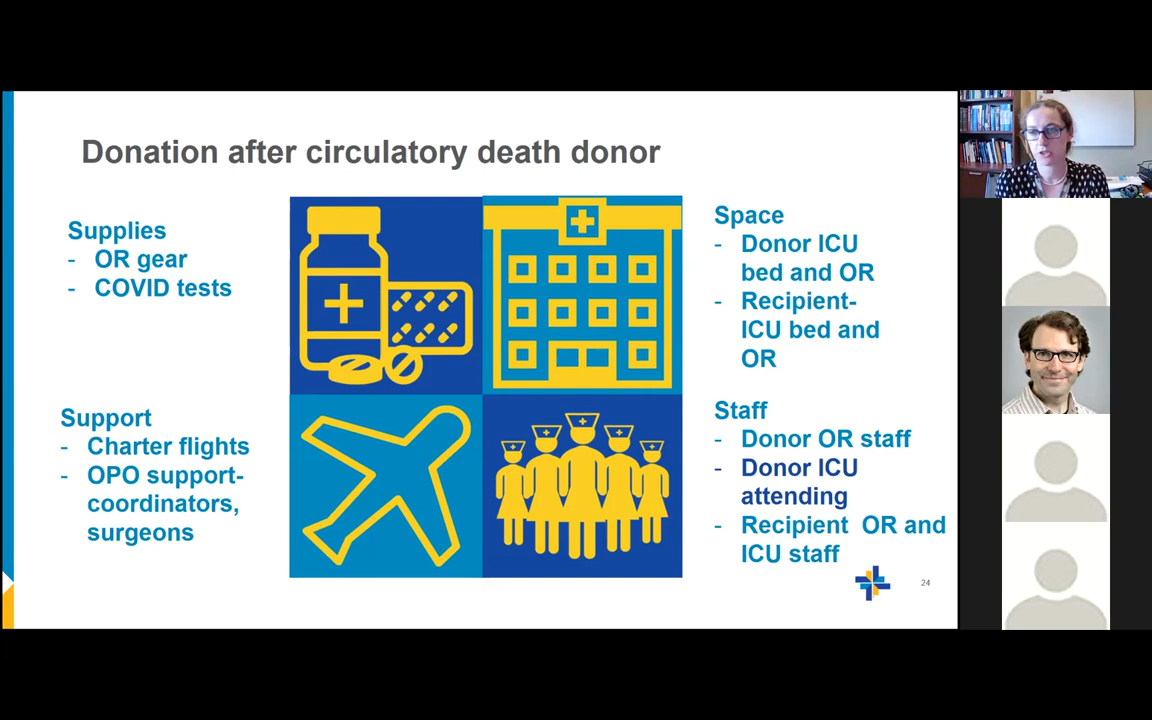 Donation after circulatory death donor
Supplies
- OR gear
- COVID tests
Space
- Donor ICU
bed and OR
- Recipient-
ICU bed and
OR
Support
- Charter flights
- OPO support-
coordinators,
surgeons
Staff
- Donor OR staff
- Donor ICU
attending
- Recipient OR and
ICU staff
24